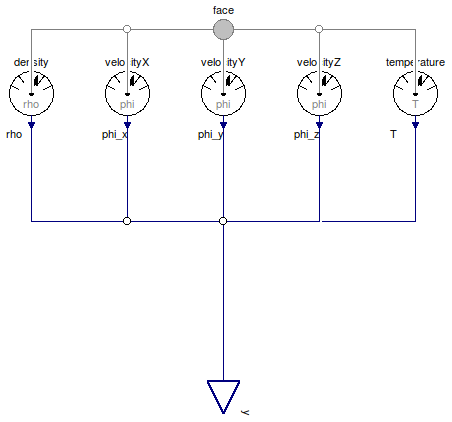 face
density velocityX velocityY velocityZ temperature
rho phi phi phi T
rho phi_x phi_y phi_z T
y